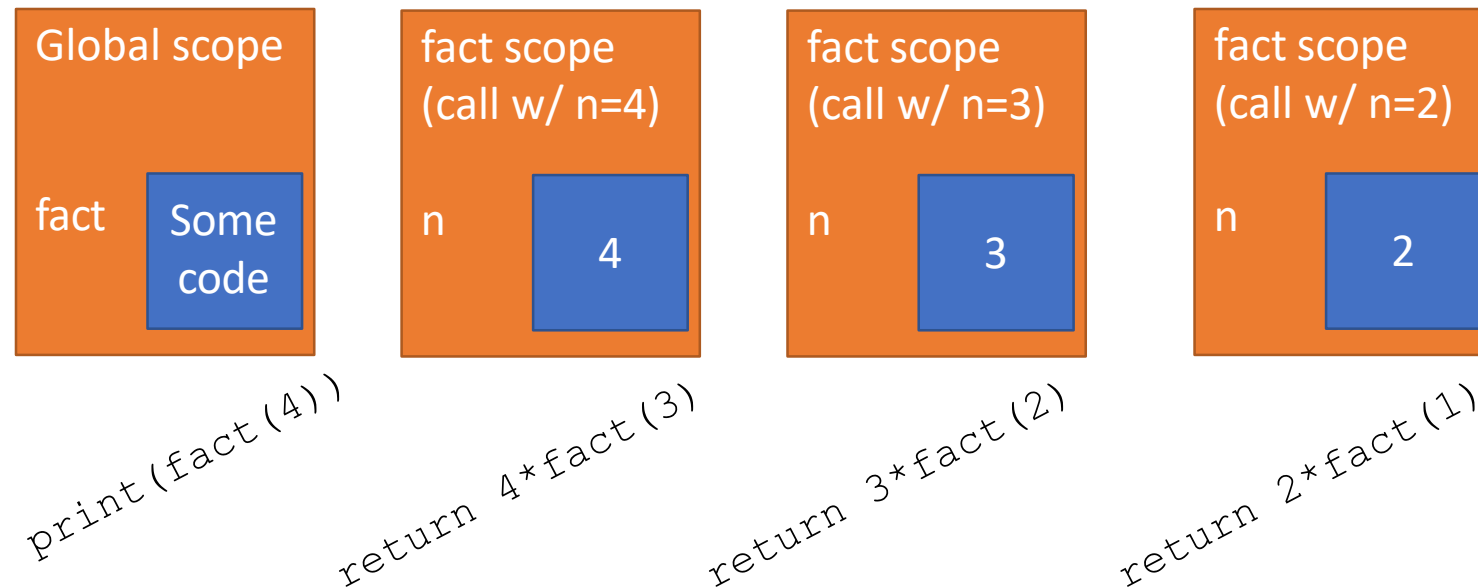 Global scope
fact
Some
code
fact scope
(call w/ n=4)
n
4
fact scope
(call w/ n=3)
n
3
fact scope
(call w/ n=2)
n
2
print(fact(4))
return 4*fact(3)
return 3*fact(2)
return 2*fact(1)